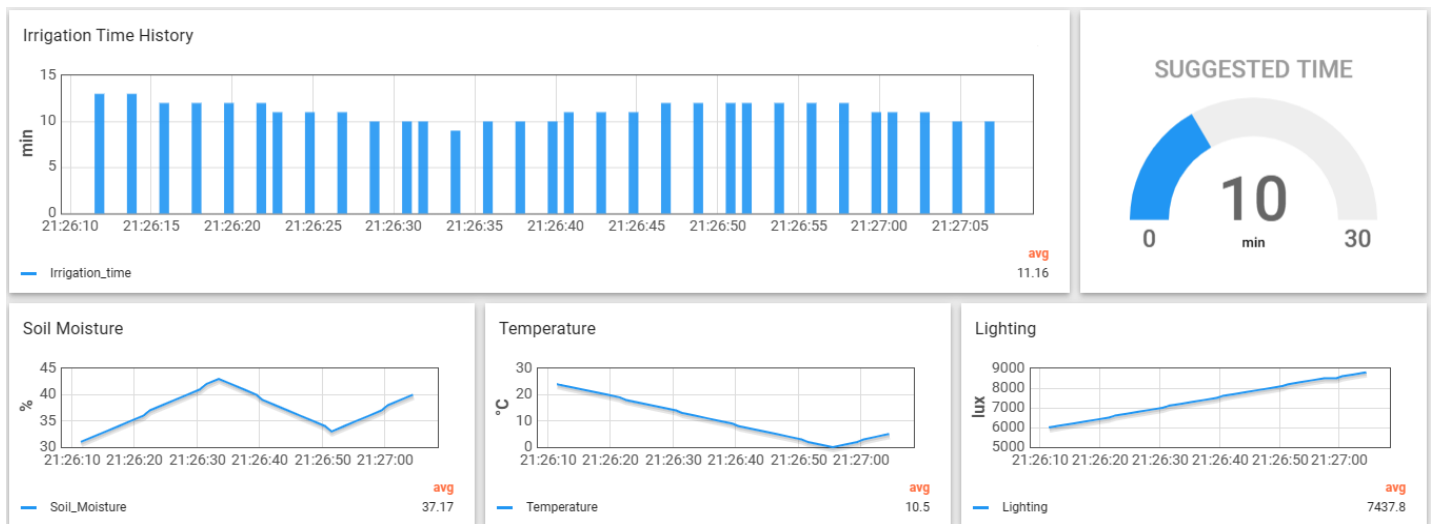 Irrigation Time History
15
10
5
0
min
21:26:10 21:26:15 21:26:20 21:26:25 21:26:30 21:26:35 21:26:40 21:26:45 21:26:50 21:26:55 21:27:00 21:27:05
avg
Irrigation_time 11.16
SUGGESTED TIME
10
0 min 30
Soil Moisture
45
40
35
30
%
21:26:10 21:26:20 21:26:30 21:26:40 21:26:50 21:27:00
avg
Soil_Moisture 37.17
Temperature
30
20
10
0
°C
21:26:10 21:26:20 21:26:30 21:26:40 21:26:50 21:27:00
avg
Temperature 10.5
Lighting
9000
8000
7000
6000
5000
lux
21:26:10 21:26:20 21:26:30 21:26:40 21:26:50 21:27:00
avg
Lighting 7437.8